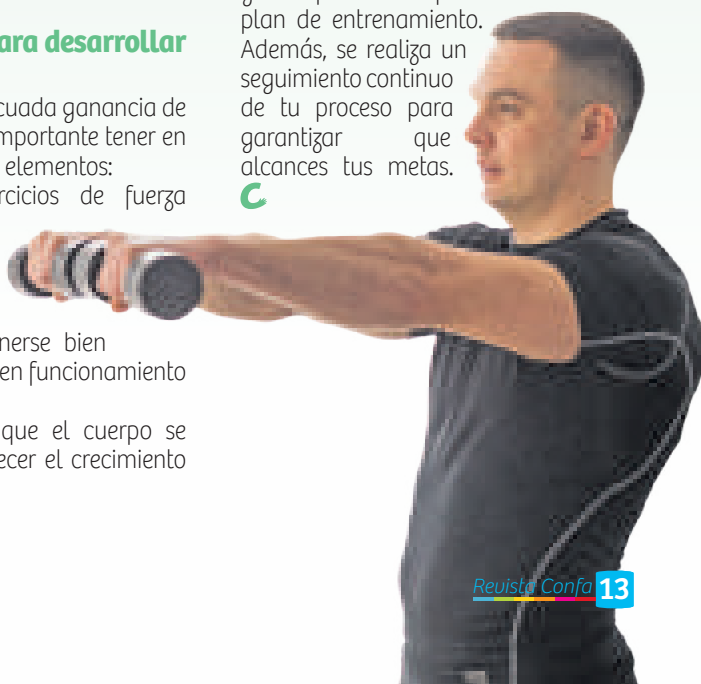 ara desarrollar
cuada ganancia de
mportante tener en
elementos:
rcicios de fuerza
nerse bien
en funcionamiento
que el cuerpo se
ecer el crecimiento
plan de entrenamiento.
Además, se realiza un
seguimiento continuo
de tu proceso para
garantizar que
alcances tus metas.
C
Revista Confa 13